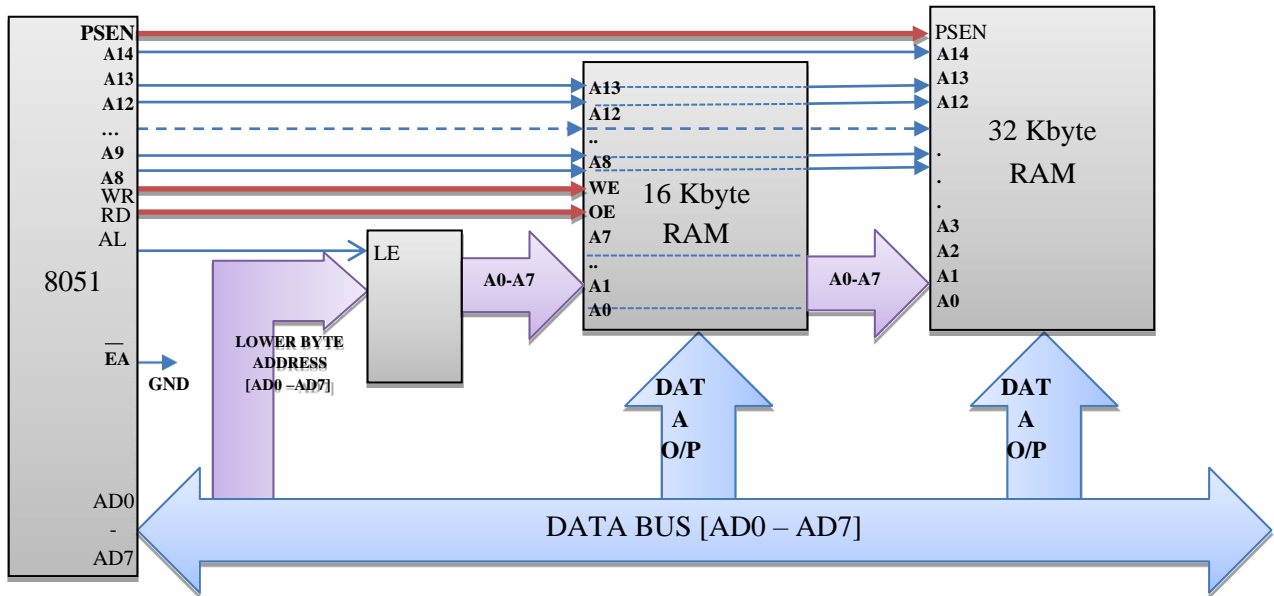 PSEN
A14
A13
A12
...
A9
A8
WR
RD
AL
8051
EA
GND
AD0
-
AD7
LE
LOWER BYTE
ADDRESS
[AD0 –AD7]
A0-A7
A13
A12
..
A8
WE
OE
A7
..
A1
A0
16 Kbyte
RAM
A0-A7
PSEN
A14
A13
A12
.
.
.
A3
A2
A1
A0
32 Kbyte
RAM
DAT
A
O/P
DAT
A
O/P
DATA BUS [AD0 – AD7]